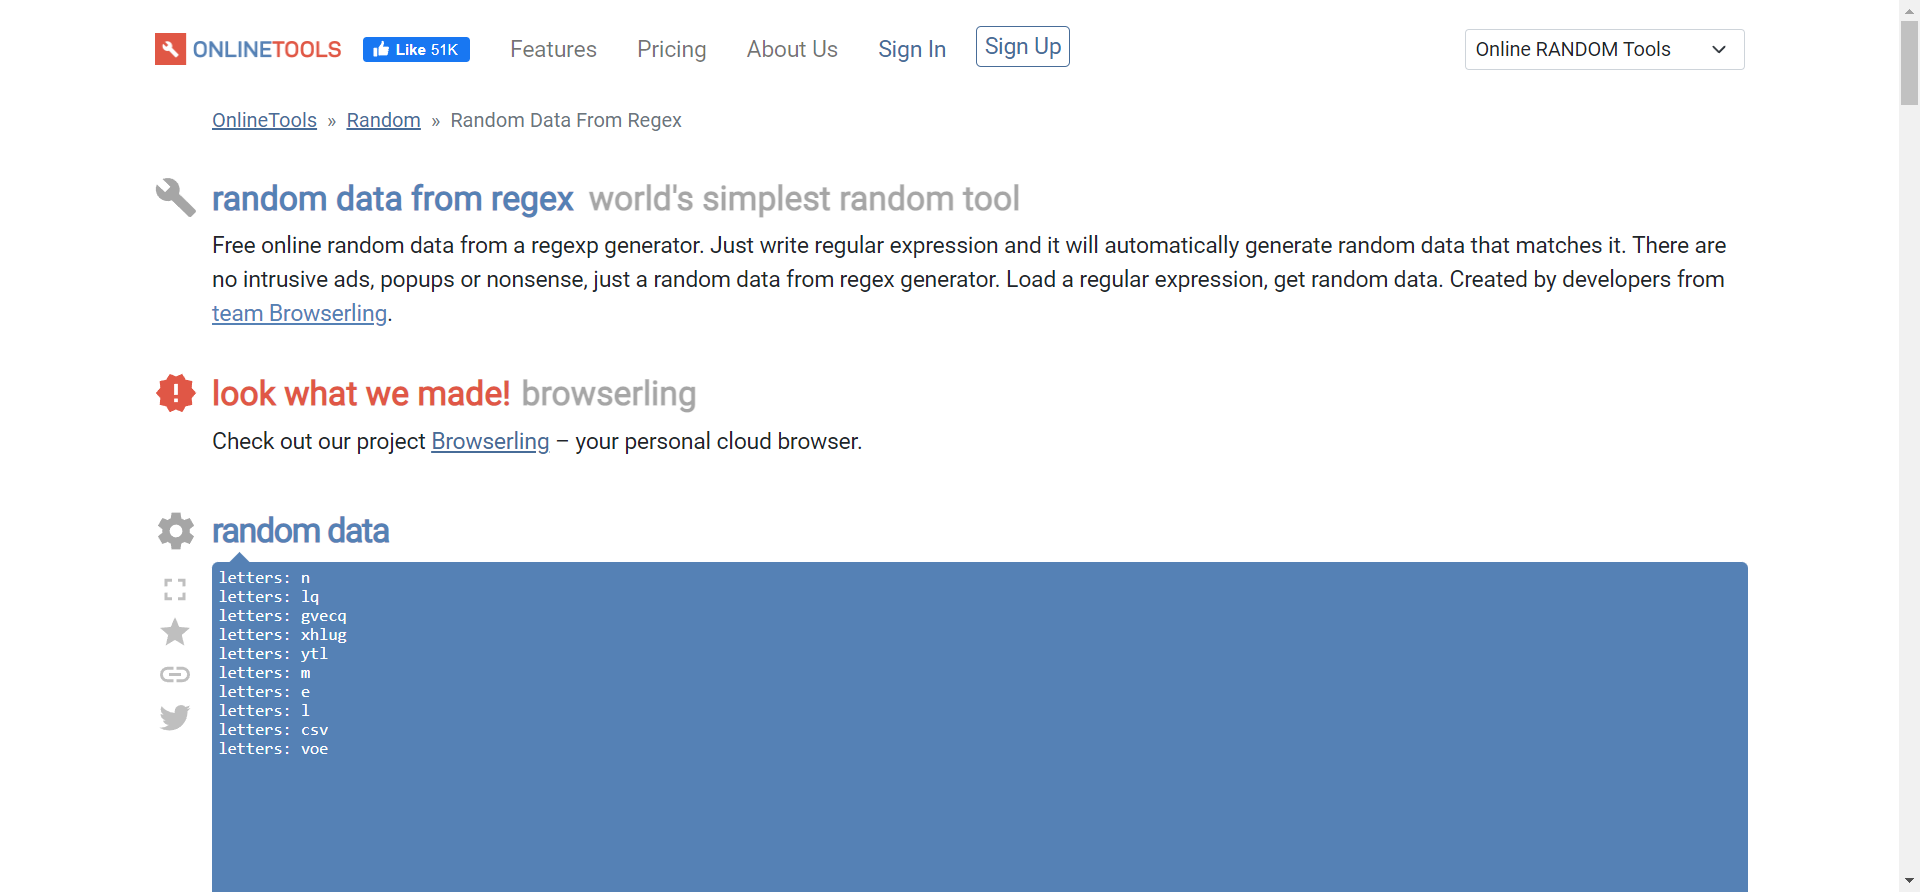 ONLINETOOLS Like 51K Features Pricing About Us Sign In Sign Up Online RANDOM Tools
OnlineTools » Random » Random Data From Regex
random data from regex world's simplest random tool
Free online random data from a regexp generator. Just write regular expression and it will automatically generate random data that matches it. There are
no intrusive ads, popups or nonsense, just a random data from regex generator. Load a regular expression, get random data. Created by developers from
team Browserling.
look what we made! browserling
Check out our project Browserling – your personal cloud browser.
random data
letters: n
letters: lq
letters: gvecq
letters: xhlug
letters: ytl
letters: m
letters: e
letters: l
letters: csv
letters: voe